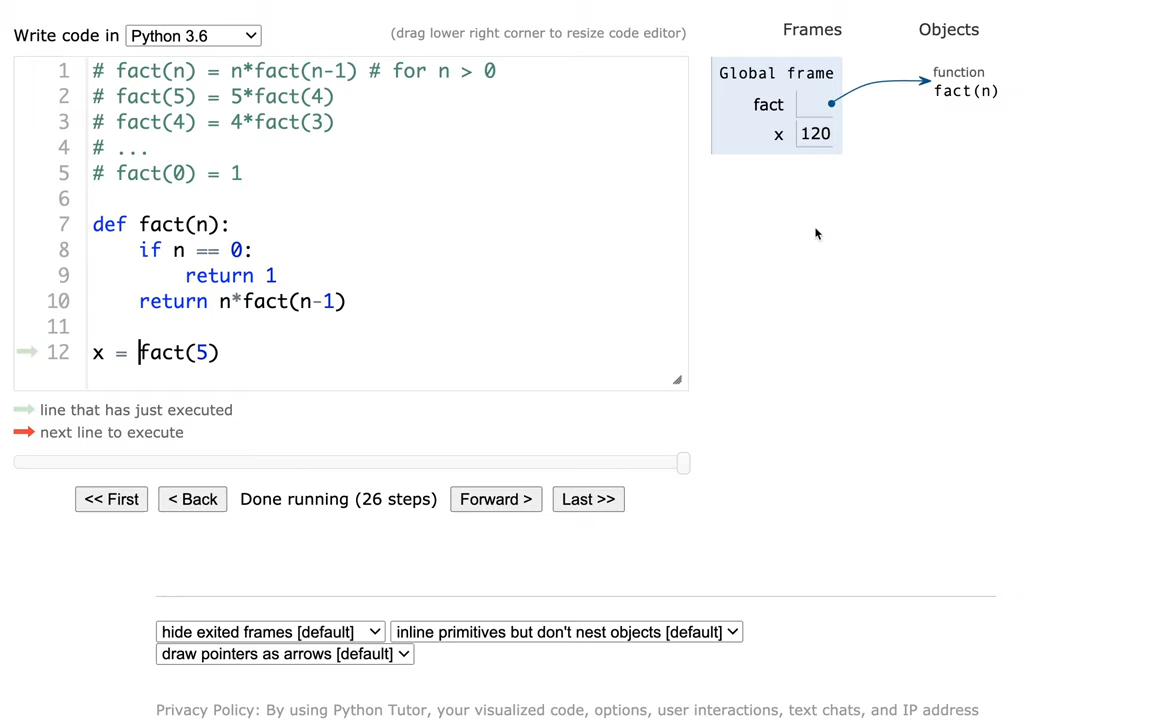 Write code in Python 3.6
(drag lower right corner to resize code editor)
1 # fact(n) = n*fact(n-1) # for n > 0
2 # fact(5) = 5*fact(4)
3 # fact(4) = 4*fact(3)
4 # ...
5 # fact(0) = 1
6
7 def fact(n):
8     if n == 0:
9         return 1
10     return n*fact(n-1)
11
12 x = fact(5)
line that has just executed
next line to execute
<< First < Back Done running (26 steps) Forward > Last >>
Frames Objects
Global frame
fact
x 120
function
fact(n)
hide exited frames [default] inline primitives but don't nest objects [default]
draw pointers as arrows [default]
Privacy Policy: By using Python Tutor, your visualized code, options, user interactions, text chats, and IP address